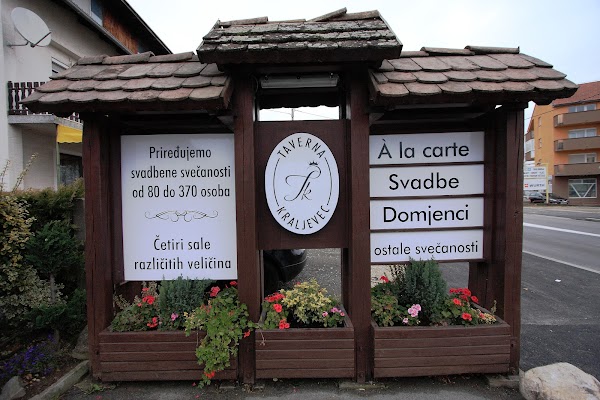 Priređujemo
svadbene svečanosti
od 80 do 370 osoba
Četiri sale
različitih veličina
TAVERNA
Tk
KRALJEVEC
À la carte
Svadbe
Domjenci
ostale svečanosti